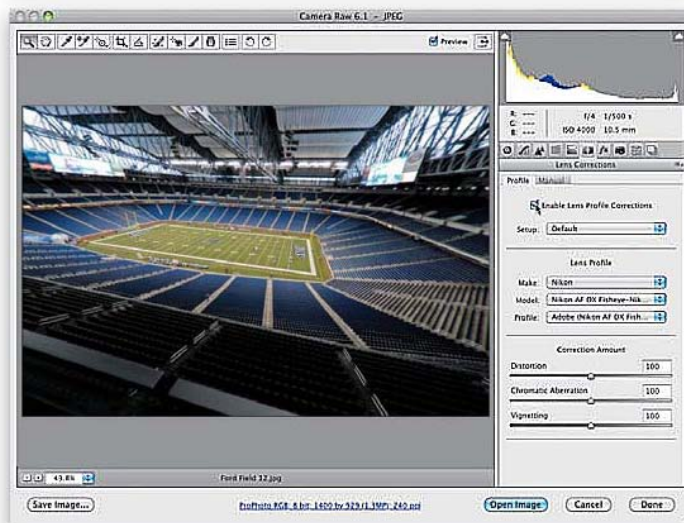 Camera Raw 6.1 – JPEG
Preview
R: ---
G: ---
B: ---
f/4 1/500 s
ISO 4000 10.5 mm
Lens Corrections
Profile Manual
Enable Lens Profile Corrections
Setup: Default
Lens Profile
Make: Nikon
Model: Nikon AF DX Fisheye-Nik...
Profile: Adobe (Nikon AF DX Fish...
Correction Amount
Distortion 100
Chromatic Aberration 100
Vignetting 100
43.8%
Ford Field 12.jpg
Save Image...
ProPhoto RGB; 8 bit; 1400 by 929 (1.3MP); 240 ppi
Open Image
Cancel
Done